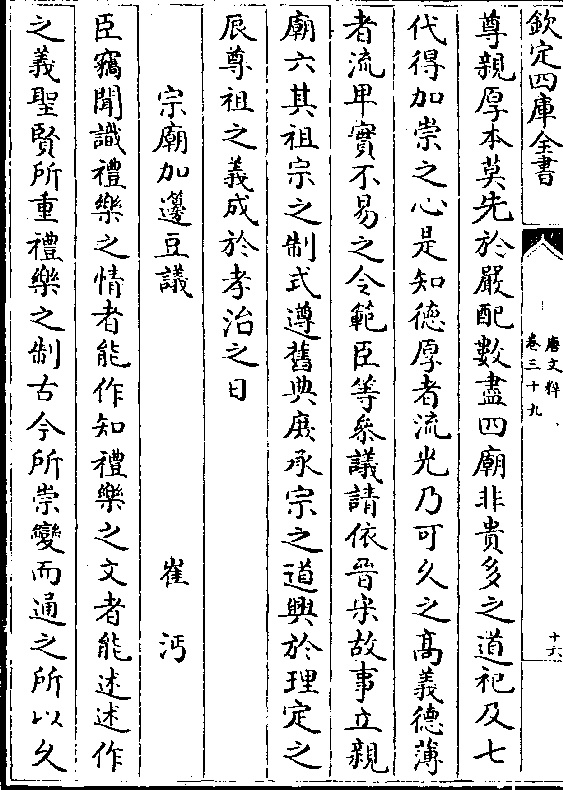 欽定四庫全書
唐文粹
卷三十九
十六
尊親厚本莫先於嚴配數盡四廟非貴多之道祀及七
代得加崇之心是知德厚者流光乃可久之高義德薄
者流卑實不易之令範臣等叅議請依晉宋故事立親
廟六其祖宗之制式遵舊典庶承宗之道興於理定之
辰尊祖之義成於孝治之日
宗廟加籩豆議 崔沔
臣竊聞識禮樂之情者能作知禮樂之文者能述述作
之義聖賢所重禮樂之制古今所崇變而通之所以久